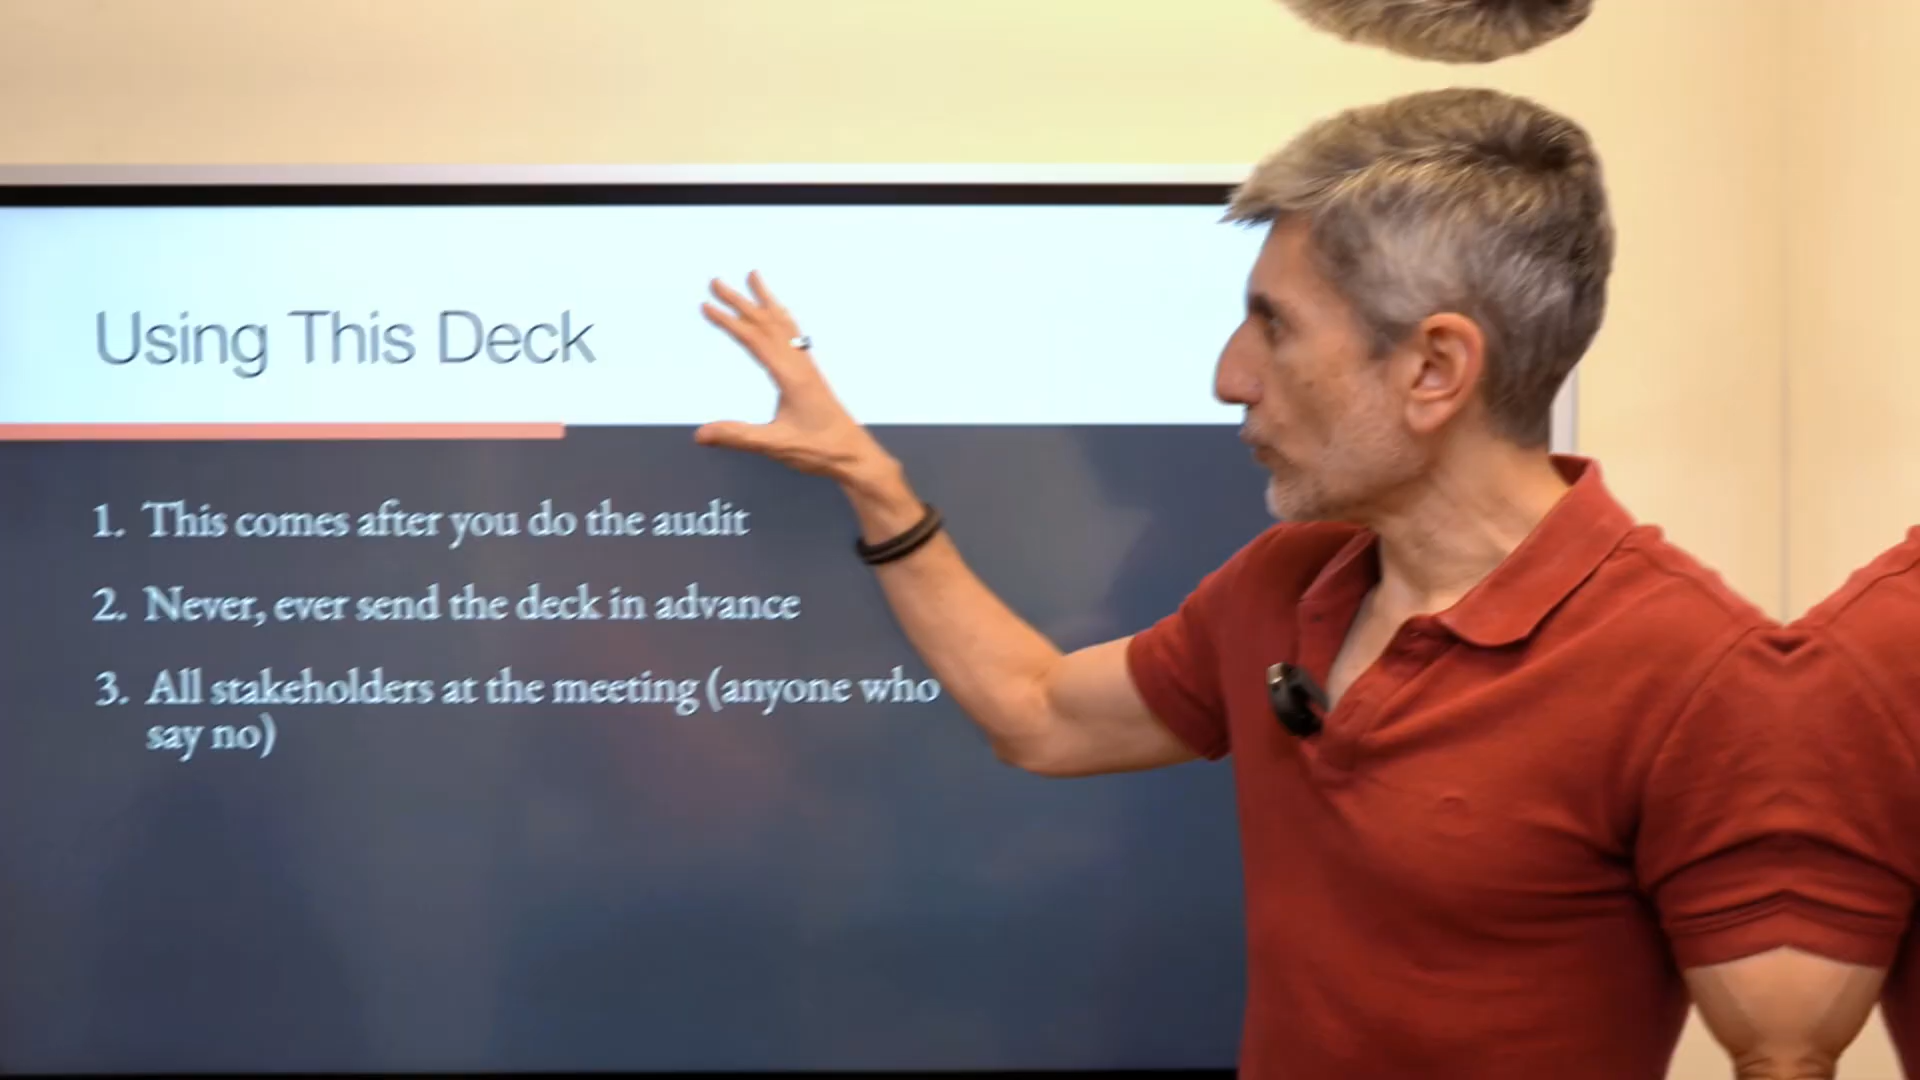 Using This Deck
1. This comes after you do the audit
2. Never, ever send the deck in advance
3. All stakeholders at the meeting (anyone who
say no)